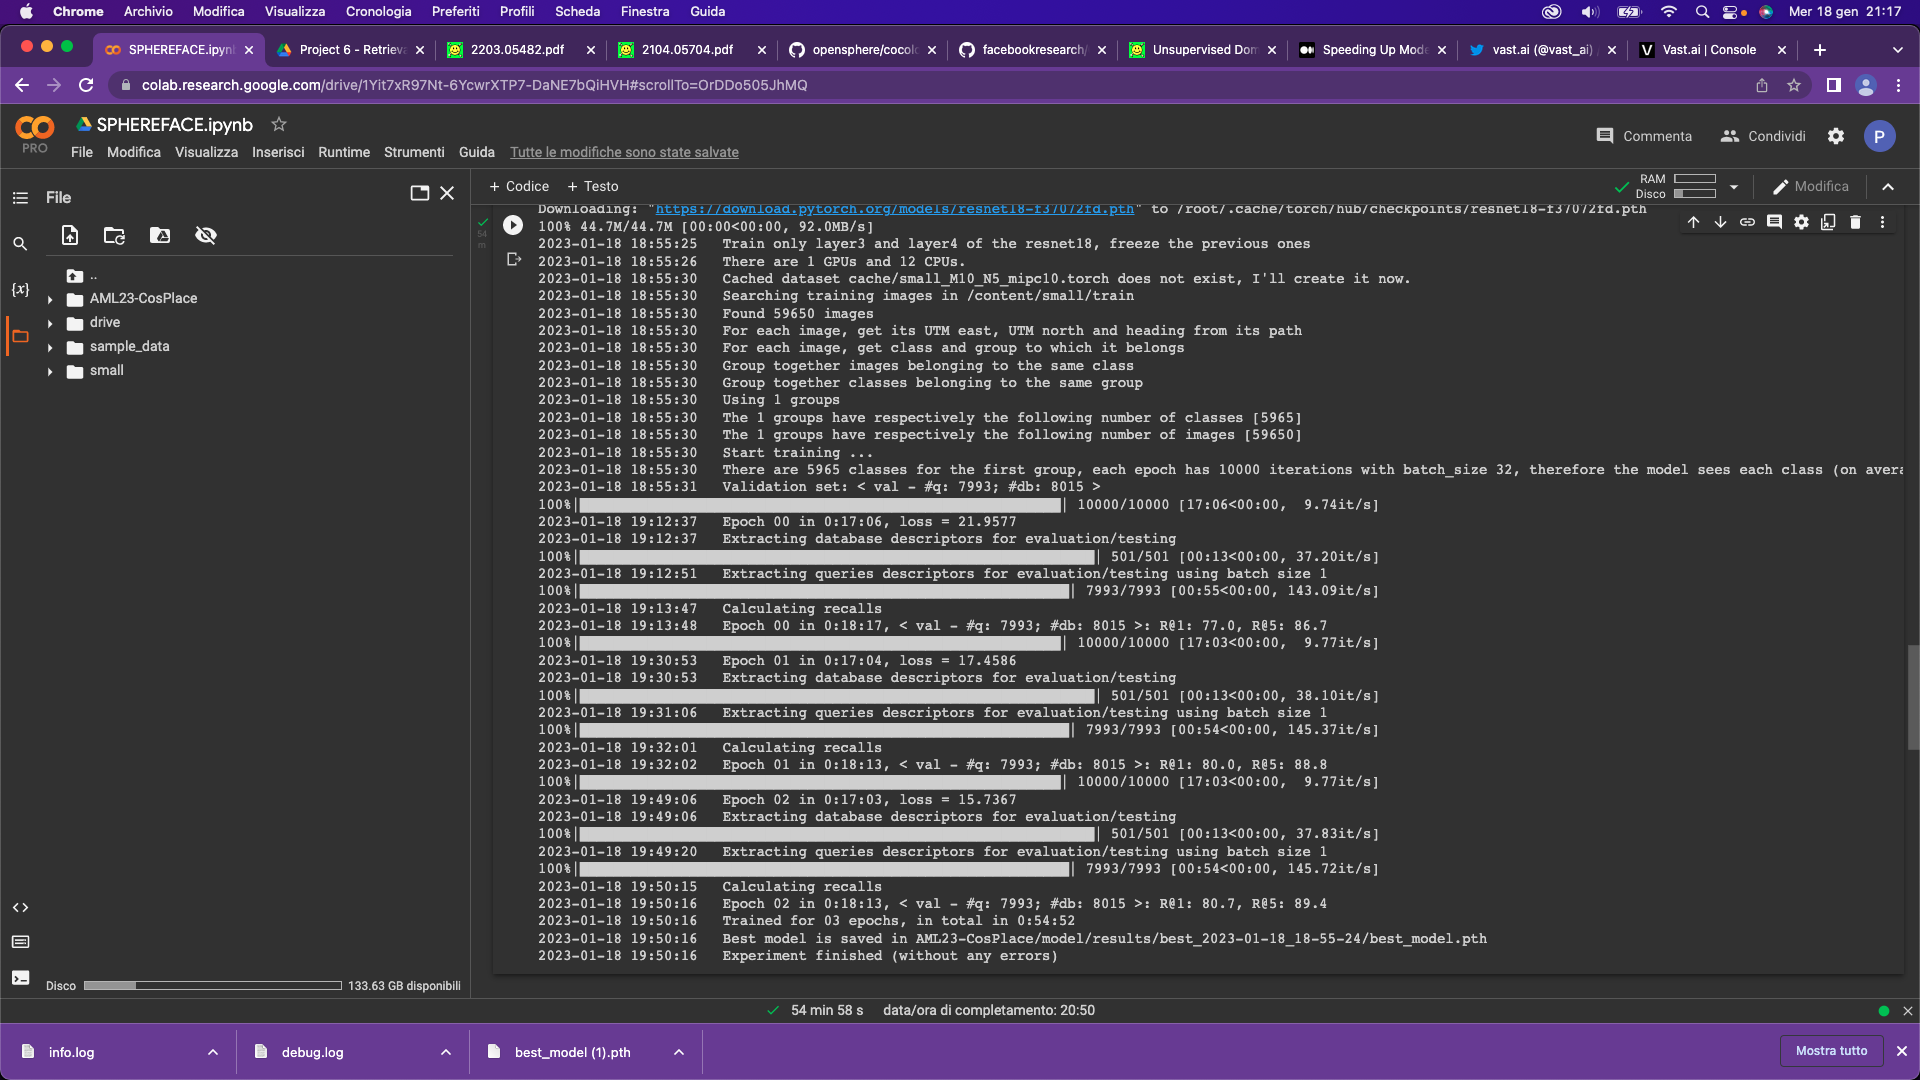 Chrome Archivio Modifica Visualizza Cronologia Preferiti Profili Scheda Finestra Guida Mer 18 gen 21:17
SPHEREFACE.ipyn Project 6 - Retrieva 2203.05482.pdf 2104.05704.pdf opensphere/cocol facebookresearch/ Unsupervised Dom Speeding Up Mode vast.ai (@vast_ai) Vast.ai | Console
colab.research.google.com/drive/1Yit7xR97Nt-6YcwrXTP7-DaNE7bQiHVH#scrollTo=OrDDo505JhMQ
PRO
SPHEREFACE.ipynb
File Modifica Visualizza Inserisci Runtime Strumenti Guida Tutte le modifiche sono state salvate
Commenta Condividi P
File
+ Codice + Testo
RAM
Disco
Modifica
..
AML23-CosPlace
drive
sample_data
small
{x}
54
m
Downloading: "https://download.pytorch.org/models/resnet18-f37072fd.pth" to /root/.cache/torch/hub/checkpoints/resnet18-f37072fd.pth
100% 44.7M/44.7M [00:00<00:00, 92.0MB/s]
2023-01-18 18:55:25 Train only layer3 and layer4 of the resnet18, freeze the previous ones
2023-01-18 18:55:26 There are 1 GPUs and 12 CPUs.
2023-01-18 18:55:30 Cached dataset cache/small_M10_N5_mipc10.torch does not exist, I'll create it now.
2023-01-18 18:55:30 Searching training images in /content/small/train
2023-01-18 18:55:30 Found 59650 images
2023-01-18 18:55:30 For each image, get its UTM east, UTM north and heading from its path
2023-01-18 18:55:30 For each image, get class and group to which it belongs
2023-01-18 18:55:30 Group together images belonging to the same class
2023-01-18 18:55:30 Group together classes belonging to the same group
2023-01-18 18:55:30 Using 1 groups
2023-01-18 18:55:30 The 1 groups have respectively the following number of classes [5965]
2023-01-18 18:55:30 The 1 groups have respectively the following number of images [59650]
2023-01-18 18:55:30 Start training ...
2023-01-18 18:55:30 There are 5965 classes for the first group, each epoch has 10000 iterations with batch_size 32, therefore the model sees each class (on avera
2023-01-18 18:55:31 Validation set: < val - #q: 7993; #db: 8015 >
100%| | 10000/10000 [17:06<00:00, 9.74it/s]
2023-01-18 19:12:37 Epoch 00 in 0:17:06, loss = 21.9577
2023-01-18 19:12:37 Extracting database descriptors for evaluation/testing
100%| | 501/501 [00:13<00:00, 37.20it/s]
2023-01-18 19:12:51 Extracting queries descriptors for evaluation/testing using batch size 1
100%| | 7993/7993 [00:55<00:00, 143.09it/s]
2023-01-18 19:13:47 Calculating recalls
2023-01-18 19:13:48 Epoch 00 in 0:18:17, < val - #q: 7993; #db: 8015 >: R@1: 77.0, R@5: 86.7
100%| | 10000/10000 [17:03<00:00, 9.77it/s]
2023-01-18 19:30:53 Epoch 01 in 0:17:04, loss = 17.4586
2023-01-18 19:30:53 Extracting database descriptors for evaluation/testing
100%| | 501/501 [00:13<00:00, 38.10it/s]
2023-01-18 19:31:06 Extracting queries descriptors for evaluation/testing using batch size 1
100%| | 7993/7993 [00:54<00:00, 145.37it/s]
2023-01-18 19:32:01 Calculating recalls
2023-01-18 19:32:02 Epoch 01 in 0:18:13, < val - #q: 7993; #db: 8015 >: R@1: 80.0, R@5: 88.8
100%| | 10000/10000 [17:03<00:00, 9.77it/s]
2023-01-18 19:49:06 Epoch 02 in 0:17:03, loss = 15.7367
2023-01-18 19:49:06 Extracting database descriptors for evaluation/testing
100%| | 501/501 [00:13<00:00, 37.83it/s]
2023-01-18 19:49:20 Extracting queries descriptors for evaluation/testing using batch size 1
100%| | 7993/7993 [00:54<00:00, 145.72it/s]
2023-01-18 19:50:15 Calculating recalls
2023-01-18 19:50:16 Epoch 02 in 0:18:13, < val - #q: 7993; #db: 8015 >: R@1: 80.7, R@5: 89.4
2023-01-18 19:50:16 Trained for 03 epochs, in total in 0:54:52
2023-01-18 19:50:16 Best model is saved in AML23-CosPlace/model/results/best_2023-01-18_18-55-24/best_model.pth
2023-01-18 19:50:16 Experiment finished (without any errors)
Disco 133.63 GB disponibili
54 min 58 s data/ora di completamento: 20:50
info.log debug.log best_model (1).pth Mostra tutto